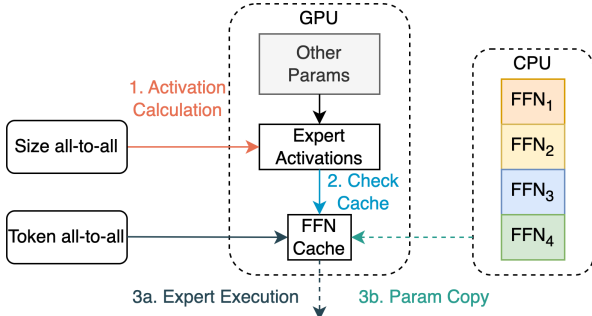 GPU
Other
Params
CPU
1. Activation
Calculation
FFN1
Size all-to-all
Expert
Activations
FFN2
2. Check
Cache
FFN3
Token all-to-all
FFN
Cache
FFN4
3a. Expert Execution
3b. Param Copy